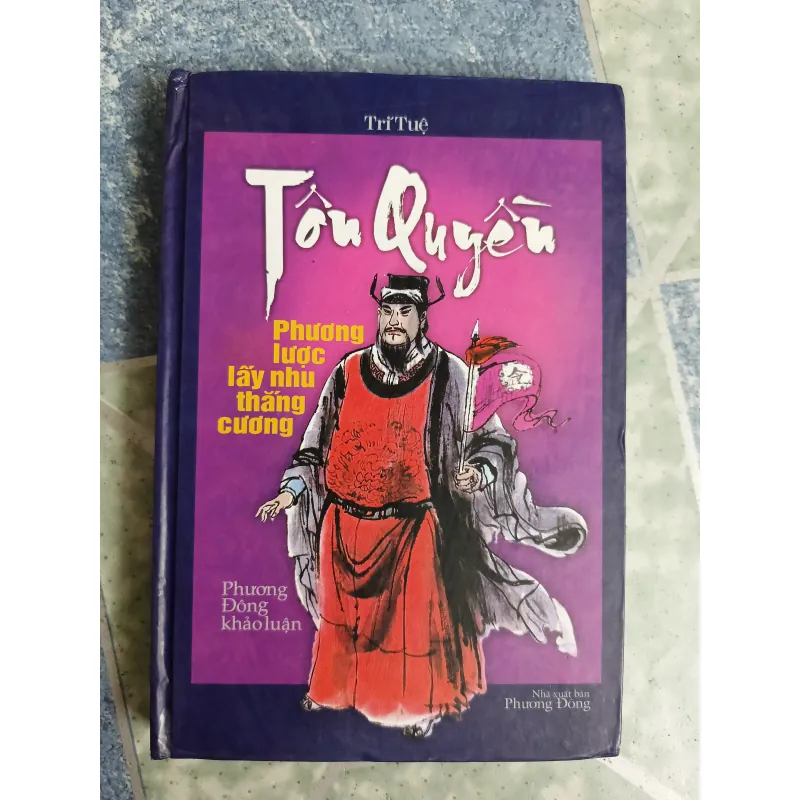 Trí Tuệ
Tôn Quyền
Phương
lược
lấy nhu
thắng
cương
Phương
Đông
khảo luận
Nhà xuất bản
Phương Đông